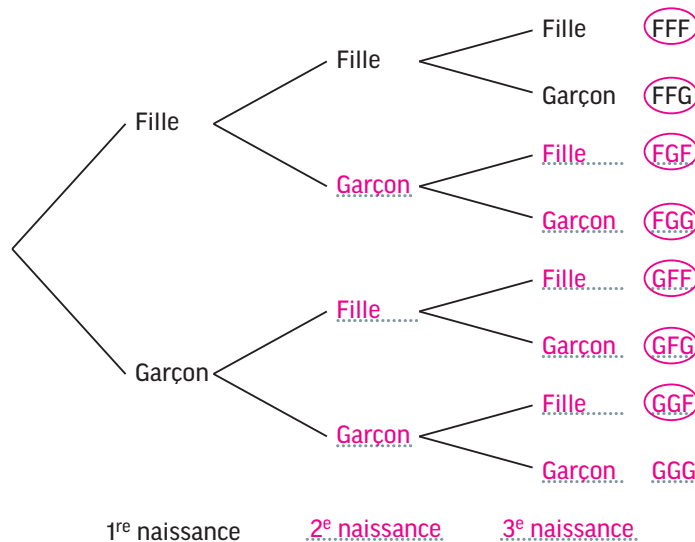 Fille FFF
Fille
Garçon FFG
Fille
Fille FGF
Garçon
Garçon FGG
Fille GFF
Fille
Garçon GFG
Garçon
Fille GGF
Garçon
Garçon GGG
1re naissance 2e naissance 3e naissance